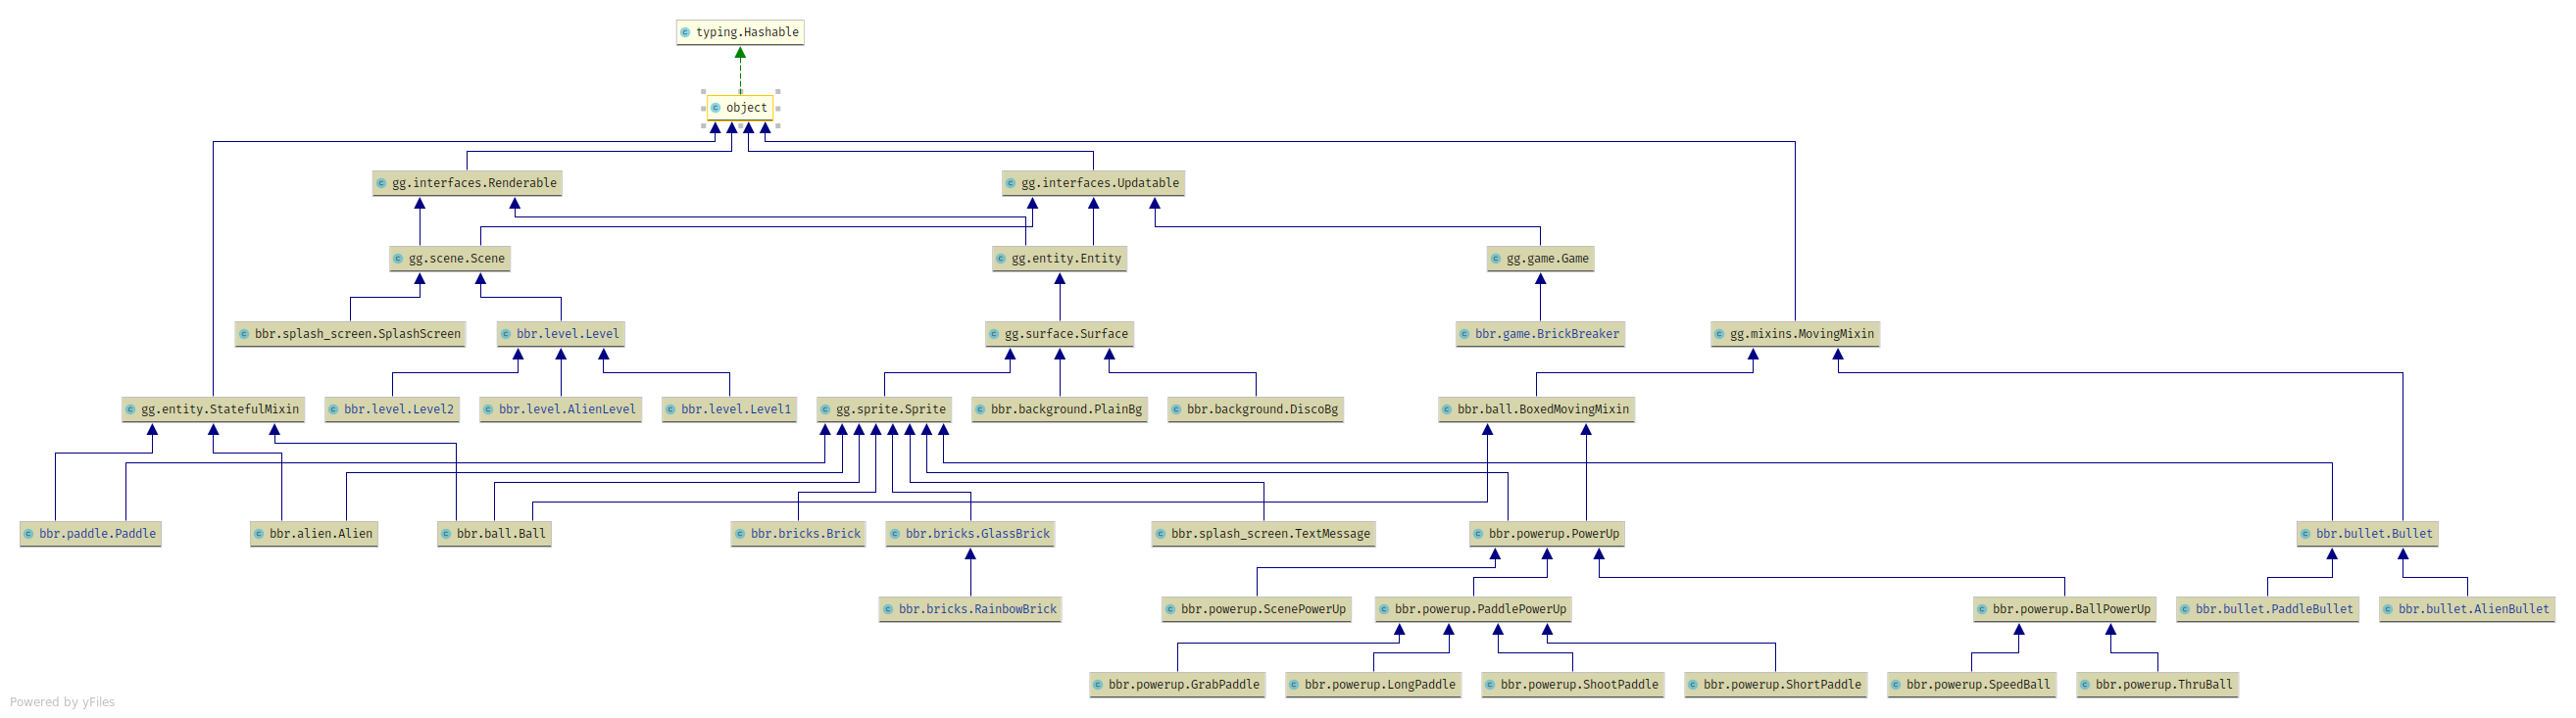 typing.Hashable
object
gg.interfaces.Renderable
gg.interfaces.Updatable
gg.scene.Scene
gg.entity.Entity
gg.game.Game
bbr.splash_screen.SplashScreen
bbr.level.Level
gg.surface.Surface
bbr.game.BrickBreaker
gg.mixins.MovingMixin
gg.entity.StatefulMixin
bbr.level.Level2
bbr.level.AlienLevel
bbr.level.Level1
gg.sprite.Sprite
bbr.background.PlainBg
bbr.background.DiscoBg
bbr.ball.BoxedMovingMixin
bbr.paddle.Paddle
bbr.alien.Alien
bbr.ball.Ball
bbr.bricks.Brick
bbr.bricks.GlassBrick
bbr.splash_screen.TextMessage
bbr.powerup.PowerUp
bbr.bullet.Bullet
bbr.bricks.RainbowBrick
bbr.powerup.ScenePowerUp
bbr.powerup.PaddlePowerUp
bbr.powerup.BallPowerUp
bbr.bullet.PaddleBullet
bbr.bullet.AlienBullet
bbr.powerup.GrabPaddle
bbr.powerup.LongPaddle
bbr.powerup.ShootPaddle
bbr.powerup.ShortPaddle
bbr.powerup.SpeedBall
bbr.powerup.ThruBall
Powered by yFiles